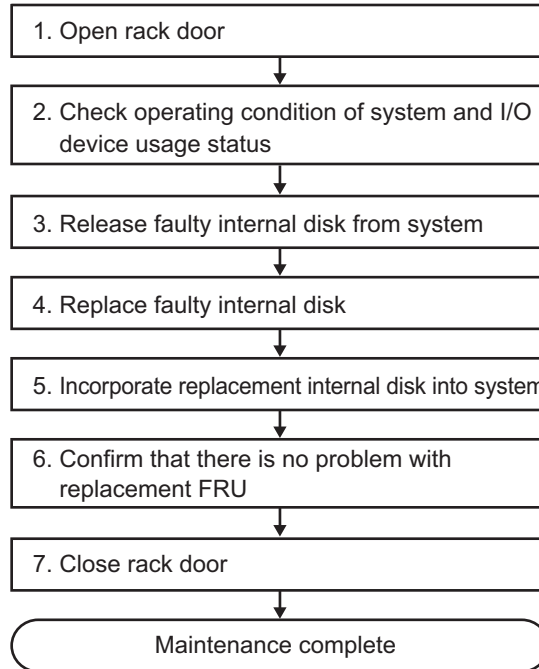 1. Open rack door
2. Check operating condition of system and I/O
device usage status
3. Release faulty internal disk from system
4. Replace faulty internal disk
5. Incorporate replacement internal disk into system
6. Confirm that there is no problem with
replacement FRU
7. Close rack door
Maintenance complete